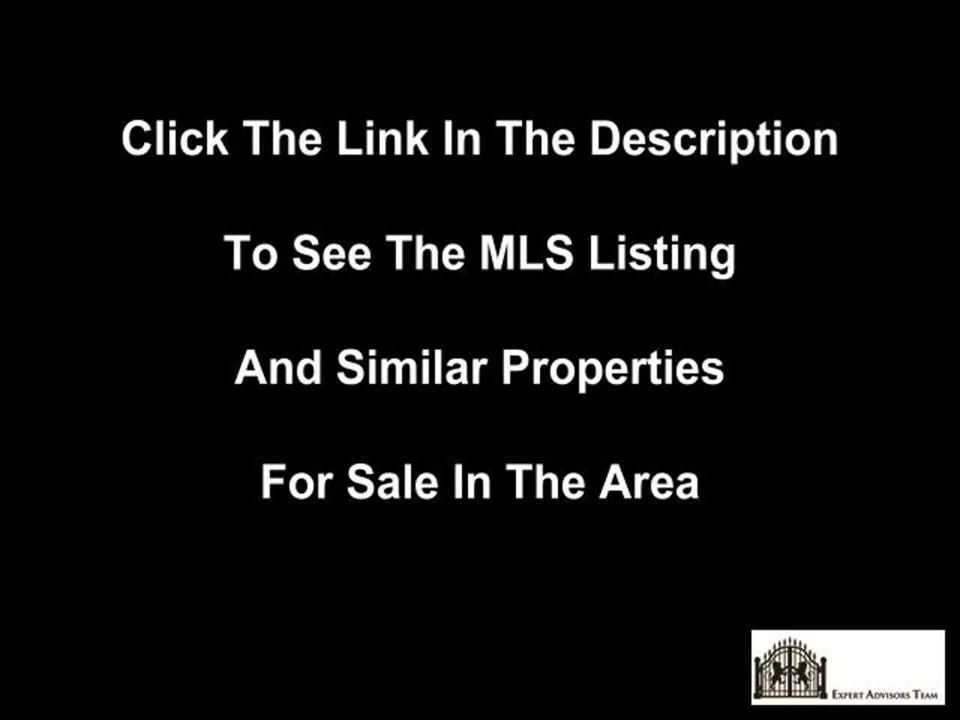 Click The Link In The Description
To See The MLS Listing
And Similar Properties
For Sale In The Area
EXPERT ADVISORS TEAM